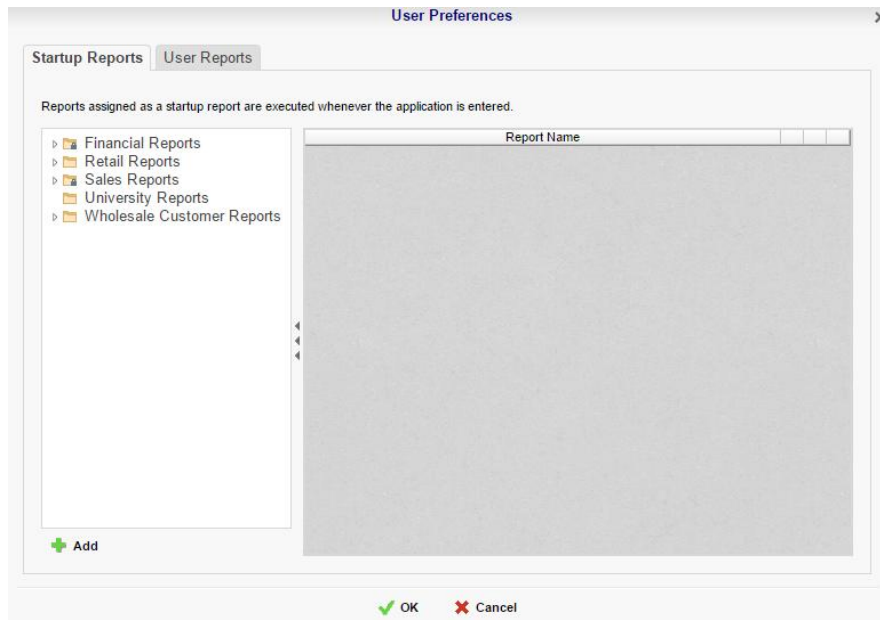 User Preferences
Startup Reports
User Reports
Reports assigned as a startup report are executed whenever the application is entered.
Financial Reports
Retail Reports
Sales Reports
University Reports
Wholesale Customer Reports
Report Name
Add
OK
Cancel